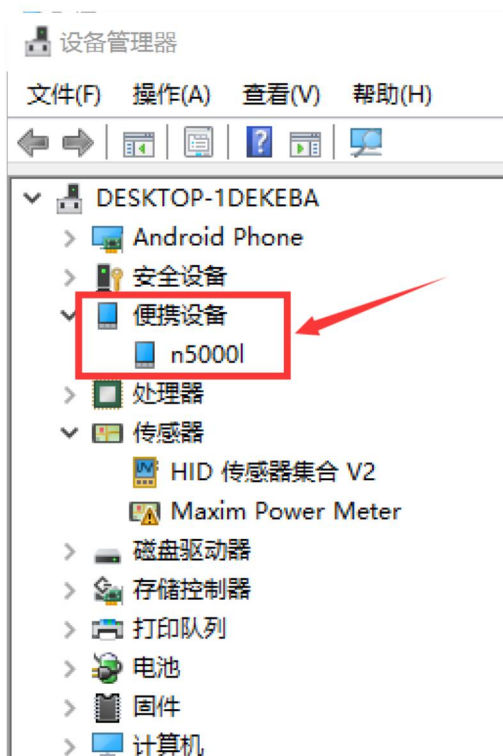 设备管理器
文件(F) 操作(A) 查看(V) 帮助(H)
DESKTOP-1DEKEBA
Android Phone
安全设备
便携设备
n5000l
处理器
传感器
HID 传感器集合 V2
Maxim Power Meter
磁盘驱动器
存储控制器
打印队列
电池
固件
计算机